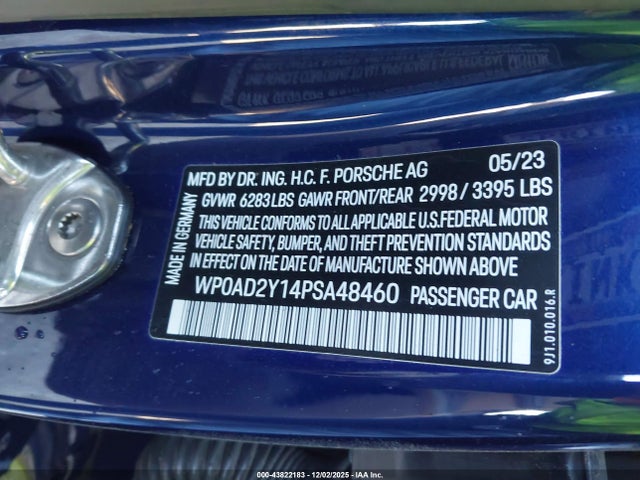 MFD BY DR. ING. H.C. F. PORSCHE AG 05/23
GVWR 6283 LBS GAWR FRONT/REAR 2998 / 3395 LBS
THIS VEHICLE CONFORMS TO ALL APPLICABLE U.S.FEDERAL MOTOR
VEHICLE SAFETY, BUMPER, AND THEFT PREVENTION STANDARDS
IN EFFECT ON THE DATE OF MANUFACTURE SHOWN ABOVE
WP0AD2Y14PSA48460 PASSENGER CAR
MADE IN GERMANY
9J1.010.016.R
000-43822183 - 12/02/2025 - IAA Inc.